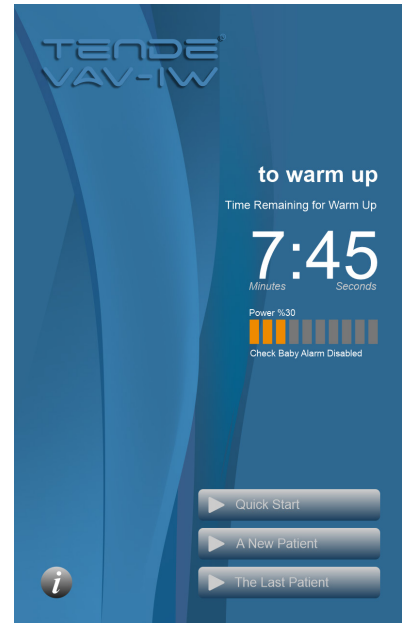 TENDE®
VAV-IW
to warm up
Time Remaining for Warm Up
7:45
Minutes Seconds
Power %30
Check Baby Alarm Disabled
Quick Start
A New Patient
The Last Patient
i